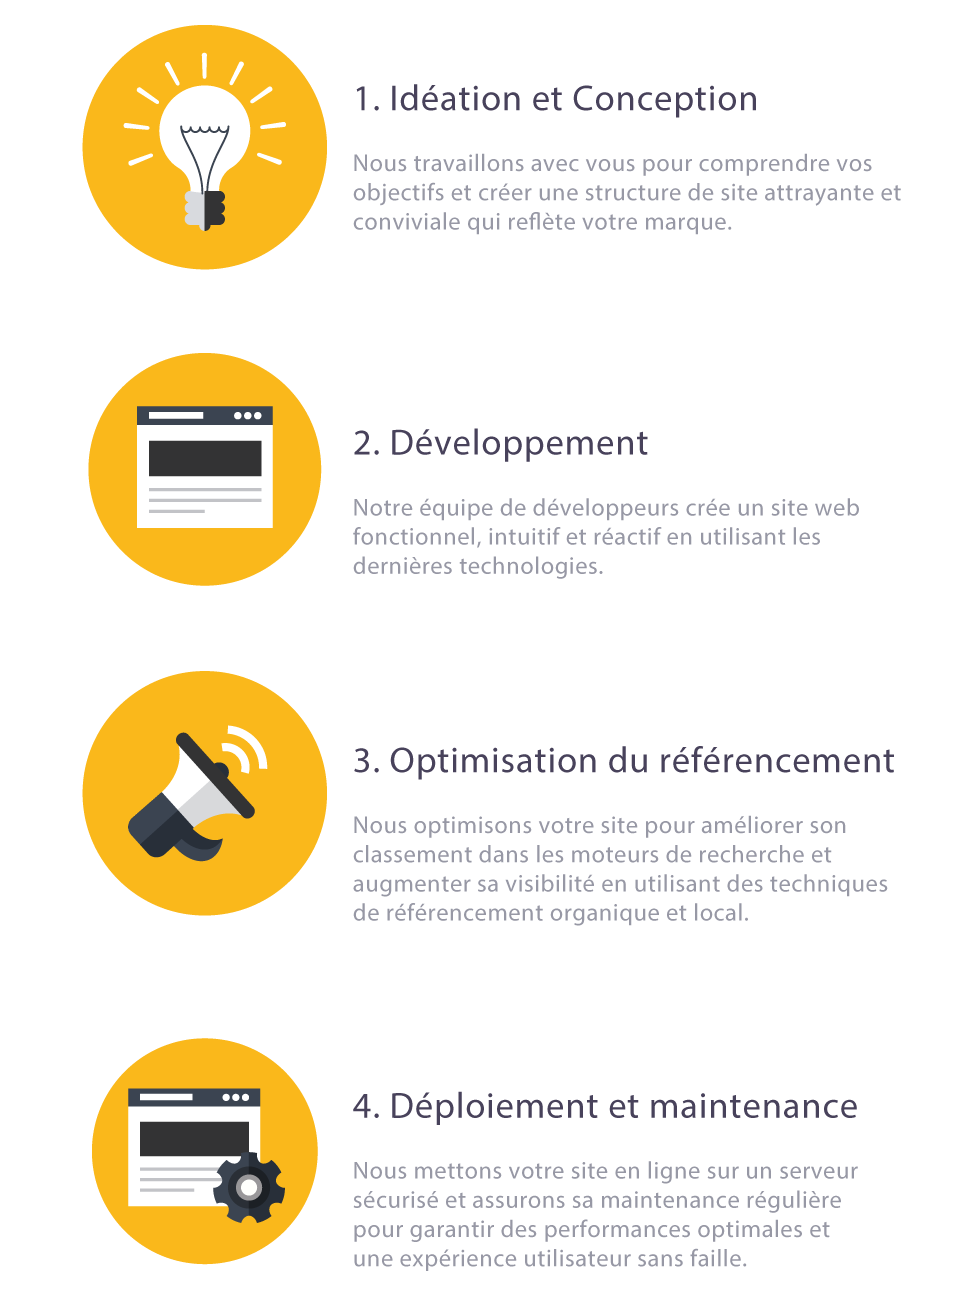 1. Idéation et Conception
Nous travaillons avec vous pour comprendre vos
objectifs et créer une structure de site attrayante et
conviviale qui reflète votre marque.
2. Développement
Notre équipe de développeurs crée un site web
fonctionnel, intuitif et réactif en utilisant les
dernières technologies.
3. Optimisation du référencement
Nous optimisons votre site pour améliorer son
classement dans les moteurs de recherche et
augmenter sa visibilité en utilisant des techniques
de référencement organique et local.
4. Déploiement et maintenance
Nous mettons votre site en ligne sur un serveur
sécurisé et assurons sa maintenance régulière
pour garantir des performances optimales et
une expérience utilisateur sans faille.